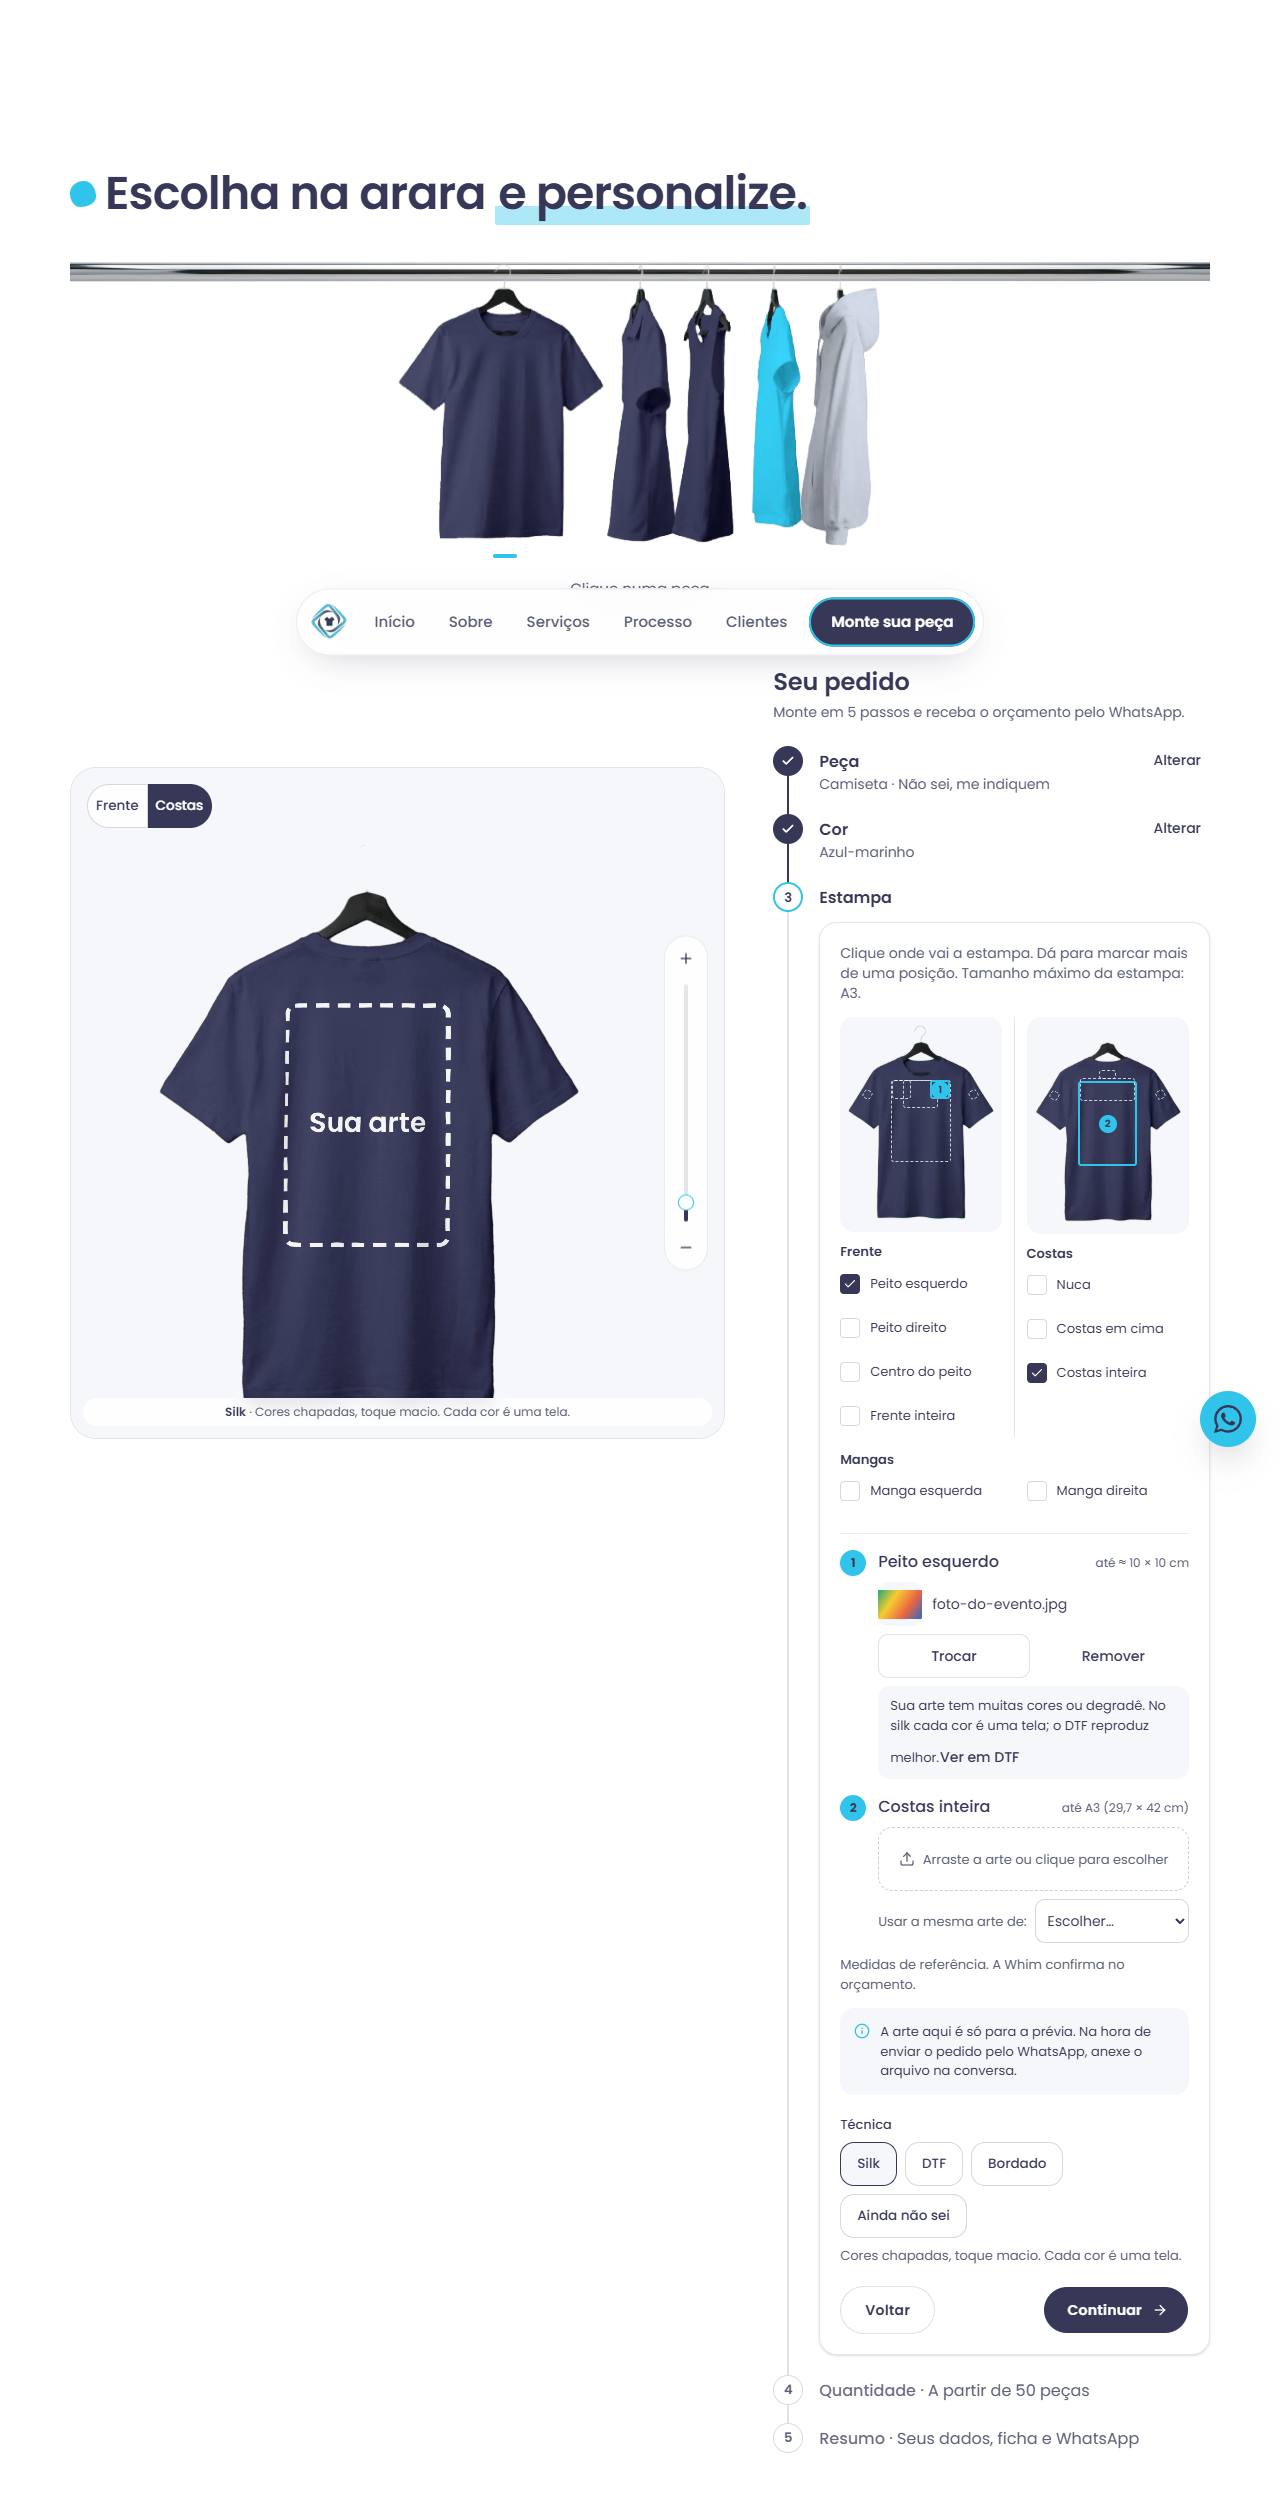 Escolha na arara e personalize.
Clique numa peça
Início
Sobre
Serviços
Processo
Clientes
Monte sua peça
Seu pedido
Monte em 5 passos e receba o orçamento pelo WhatsApp.
Peça
Alterar
Camiseta · Não sei, me indiquem
Cor
Alterar
Azul-marinho
3
Estampa
Frente
Costas
Sua arte
+
−
Silk · Cores chapadas, toque macio. Cada cor é uma tela.
Clique onde vai a estampa. Dá para marcar mais
de uma posição. Tamanho máximo da estampa:
A3.
1
2
Frente
Peito esquerdo
Peito direito
Centro do peito
Frente inteira
Costas
Nuca
Costas em cima
Costas inteira
Mangas
Manga esquerda
Manga direita
1
Peito esquerdo
até ≈ 10 × 10 cm
foto-do-evento.jpg
Trocar
Remover
Sua arte tem muitas cores ou degradê. No
silk cada cor é uma tela; o DTF reproduz
melhor.Ver em DTF
2
Costas inteira
até A3 (29,7 × 42 cm)
Arraste a arte ou clique para escolher
Usar a mesma arte de:
Escolher…
Medidas de referência. A Whim confirma no
orçamento.
A arte aqui é só para a prévia. Na hora de
enviar o pedido pelo WhatsApp, anexe o
arquivo na conversa.
Técnica
Silk
DTF
Bordado
Ainda não sei
Cores chapadas, toque macio. Cada cor é uma tela.
Voltar
Continuar
4
Quantidade · A partir de 50 peças
5
Resumo · Seus dados, ficha e WhatsApp